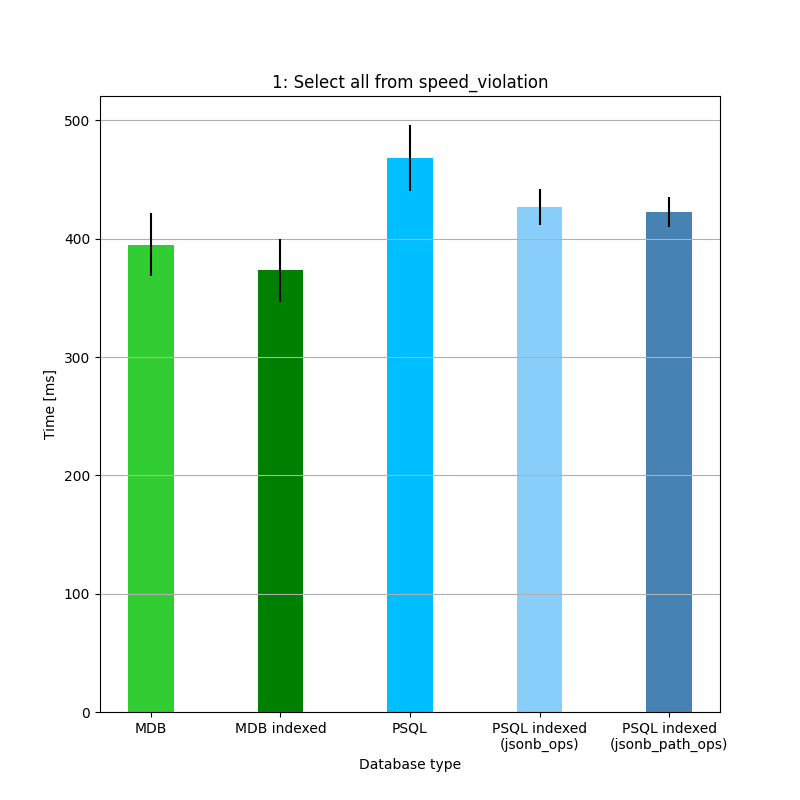 1: Select all from speed_violation
500
400
300
200
100
0
Time [ms]
MDB
MDB indexed
PSQL
PSQL indexed
(jsonb_ops)
PSQL indexed
(jsonb_path_ops)
Database type